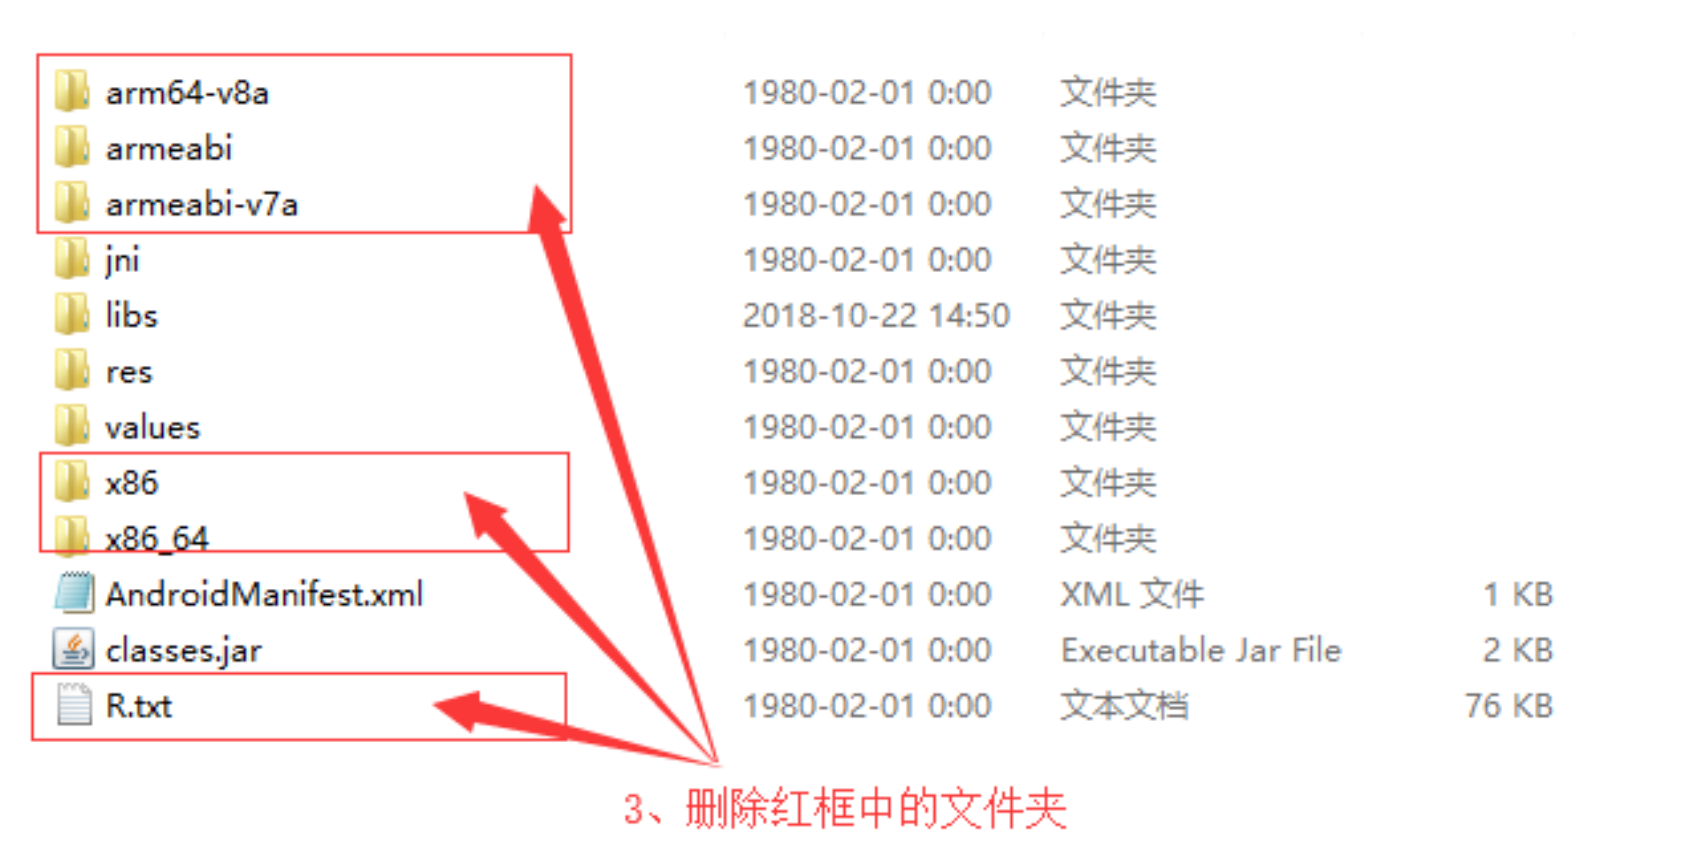 arm64-v8a 1980-02-01 0:00 文件夹
armeabi 1980-02-01 0:00 文件夹
armeabi-v7a 1980-02-01 0:00 文件夹
jni 1980-02-01 0:00 文件夹
libs 2018-10-22 14:50 文件夹
res 1980-02-01 0:00 文件夹
values 1980-02-01 0:00 文件夹
x86 1980-02-01 0:00 文件夹
x86_64 1980-02-01 0:00 文件夹
AndroidManifest.xml 1980-02-01 0:00 XML 文件 1 KB
classes.jar 1980-02-01 0:00 Executable Jar File 2 KB
R.txt 1980-02-01 0:00 文本文档 76 KB
3、删除红框中的文件夹